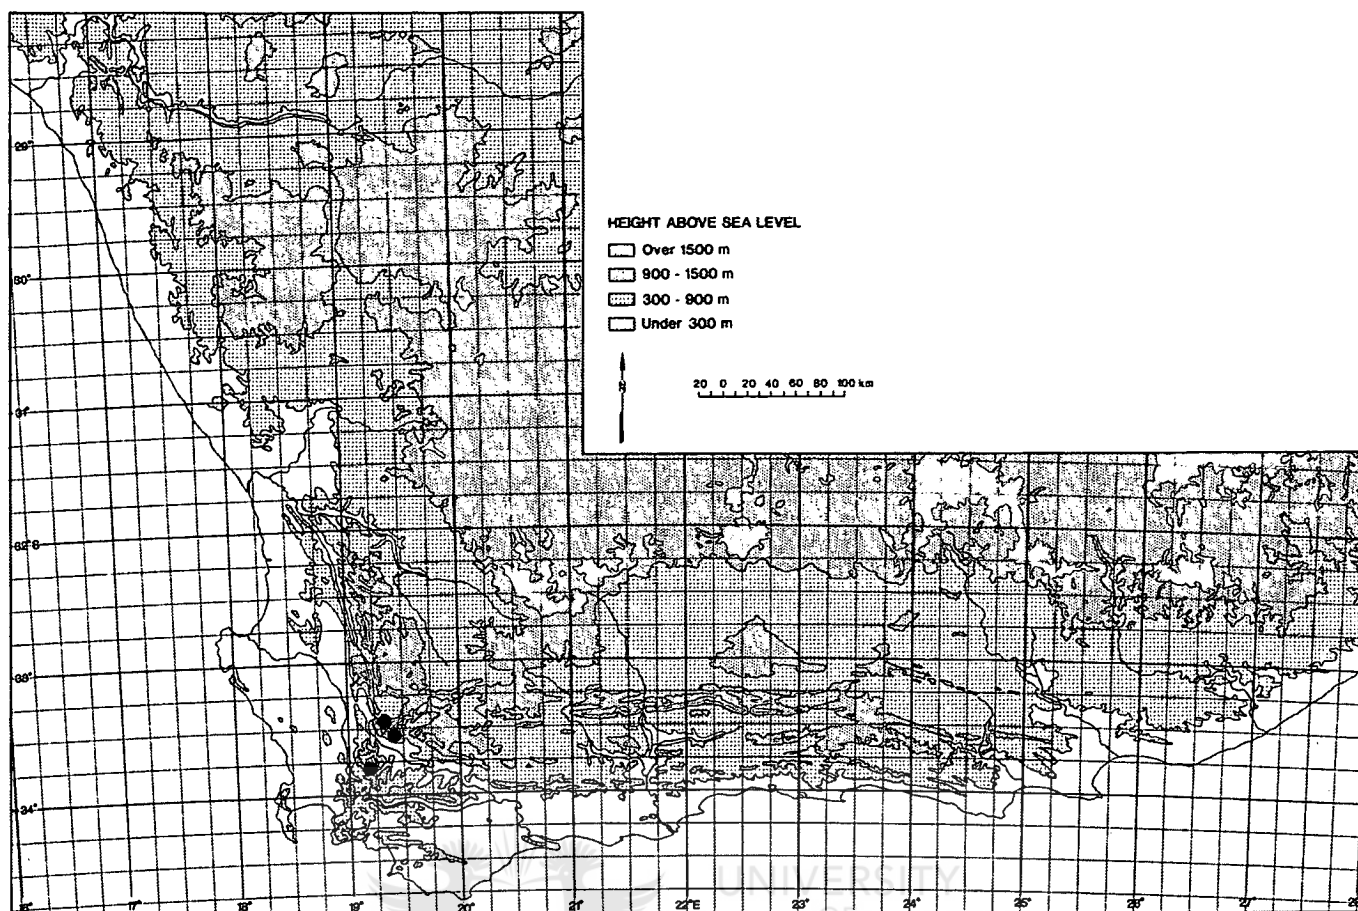 HEIGHT ABOVE SEA LEVEL
Over 1500 m
900 - 1500 m
300 - 900 m
Under 300 m
N
20 0 20 40 60 80 100 km
29°
30°
31°
32°S
33°
34°
17° 18° 19° 20° 21° 22°E 23° 24° 25° 26° 27°
UNIVERSITY